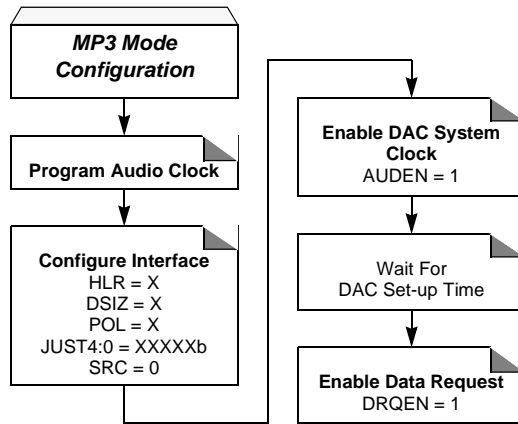 MP3 Mode
Configuration
Program Audio Clock
Configure Interface
HLR = X
DSIZ = X
POL = X
JUST4:0 = XXXXXb
SRC = 0
Enable DAC System
Clock
AUDEN = 1
Wait For
DAC Set-up Time
Enable Data Request
DRQEN = 1